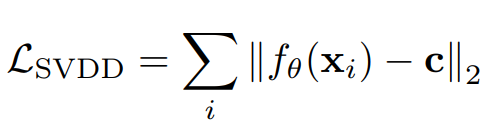 ℒ_SVDD = ∑_i ‖f_θ(𝐱_i) − 𝐜‖_2